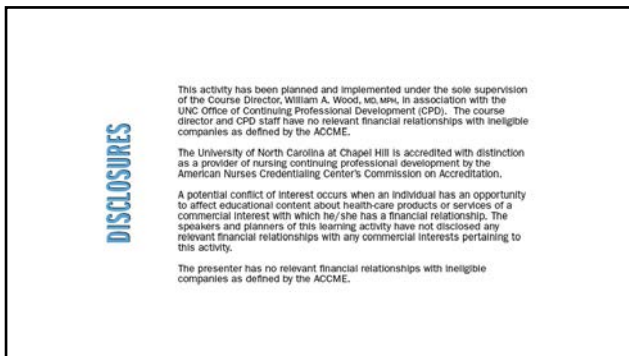 DISCLOSURES
This activity has been planned and implemented under the sole supervision
of the Course Director, William A. Wood, MD, MPH, in association with the
UNC Office of Continuing Professional Development (CPD). The course
director and CPD staff have no relevant financial relationships with ineligible
companies as defined by the ACCME.
The University of North Carolina at Chapel Hill is accredited with distinction
as a provider of nursing continuing professional development by the
American Nurses Credentialing Center's Commission on Accreditation.
A potential conflict of interest occurs when an individual has an opportunity
to affect educational content about health-care products or services of a
commercial interest with which he/she has a financial relationship. The
speakers and planners of this learning activity have not disclosed any
relevant financial relationships with any commercial interests pertaining to
this activity.
The presenter has no relevant financial relationships with ineligible
companies as defined by the ACCME.